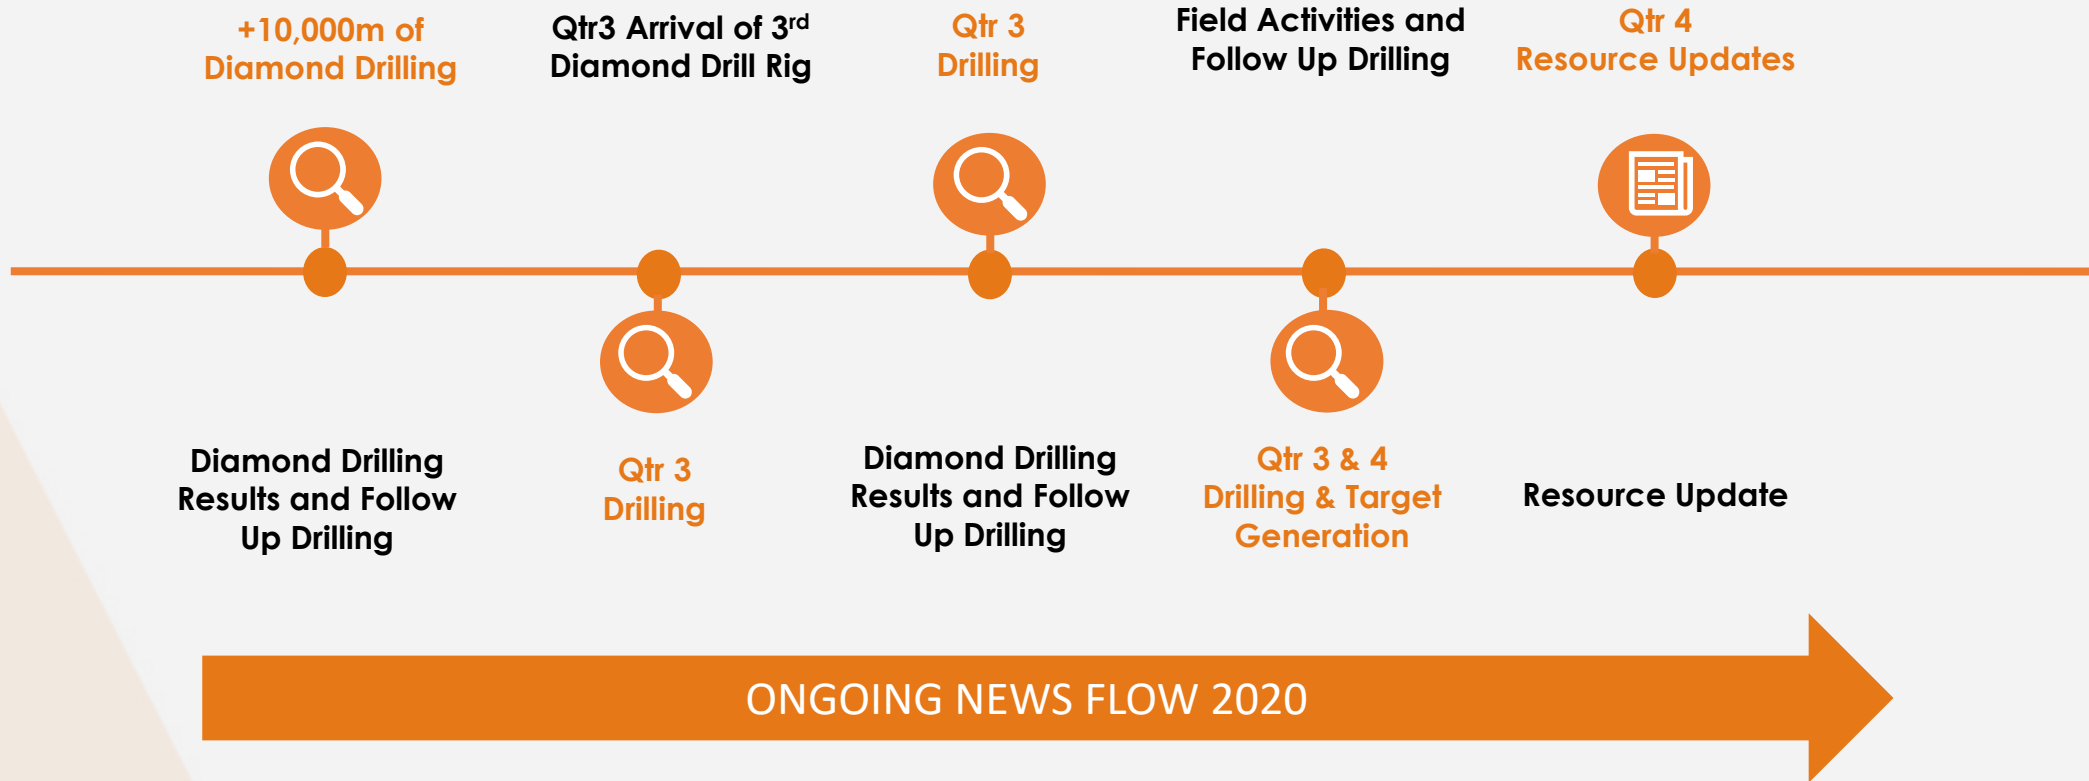 +10,000m of
Diamond Drilling
Qtr3 Arrival of 3rd
Diamond Drill Rig
Qtr 3
Drilling
Field Activities and
Follow Up Drilling
Qtr 4
Resource Updates
Diamond Drilling
Results and Follow
Up Drilling
Qtr 3
Drilling
Diamond Drilling
Results and Follow
Up Drilling
Qtr 3 & 4
Drilling & Target
Generation
Resource Update
ONGOING NEWS FLOW 2020